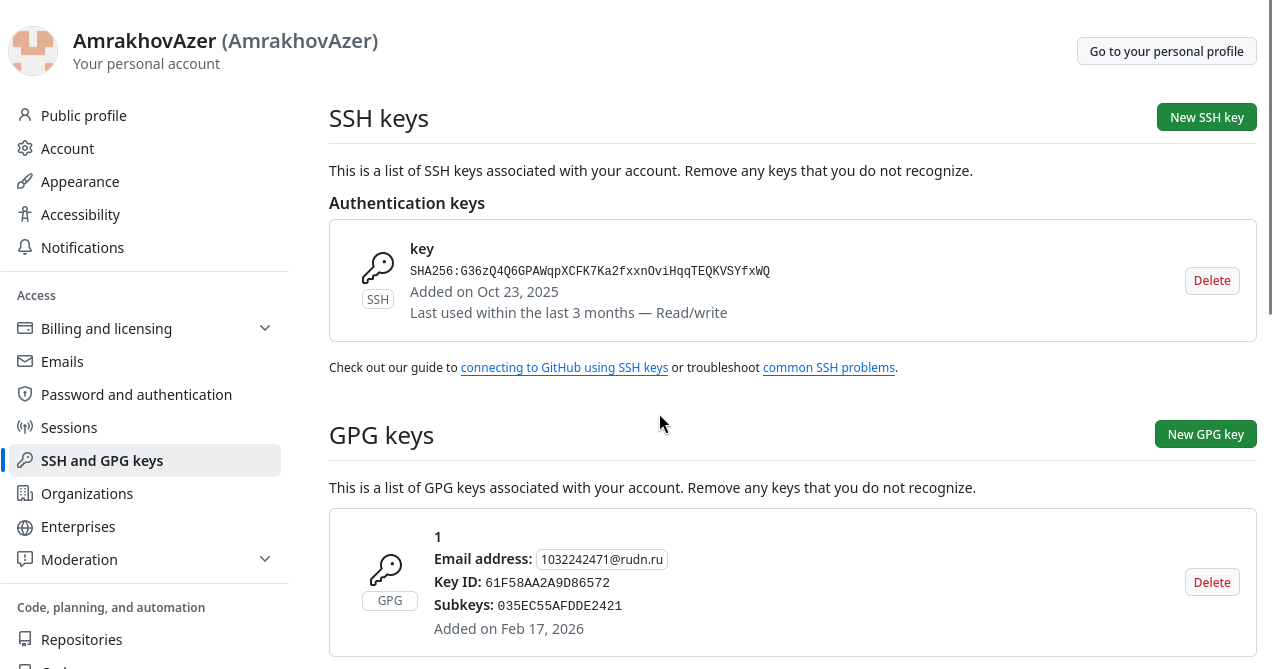 AmrakhovAzer (AmrakhovAzer)
Your personal account
Go to your personal profile
Public profile
Account
Appearance
Accessibility
Notifications
Access
Billing and licensing
Emails
Password and authentication
Sessions
SSH and GPG keys
Organizations
Enterprises
Moderation
Code, planning, and automation
Repositories
SSH keys
New SSH key
This is a list of SSH keys associated with your account. Remove any keys that you do not recognize.
Authentication keys
key
SHA256:G36zQ4Q6GPAWqpXCFK7Ka2fxxnOviHqqTEQKVSYfxWQ
SSH
Added on Oct 23, 2025
Last used within the last 3 months — Read/write
Delete
Check out our guide to connecting to GitHub using SSH keys or troubleshoot common SSH problems.
GPG keys
New GPG key
This is a list of GPG keys associated with your account. Remove any keys that you do not recognize.
1
Email address: 1032242471@rudn.ru
Key ID: 61F58AA2A9D86572
GPG
Subkeys: 035EC55AFDDE2421
Added on Feb 17, 2026
Delete